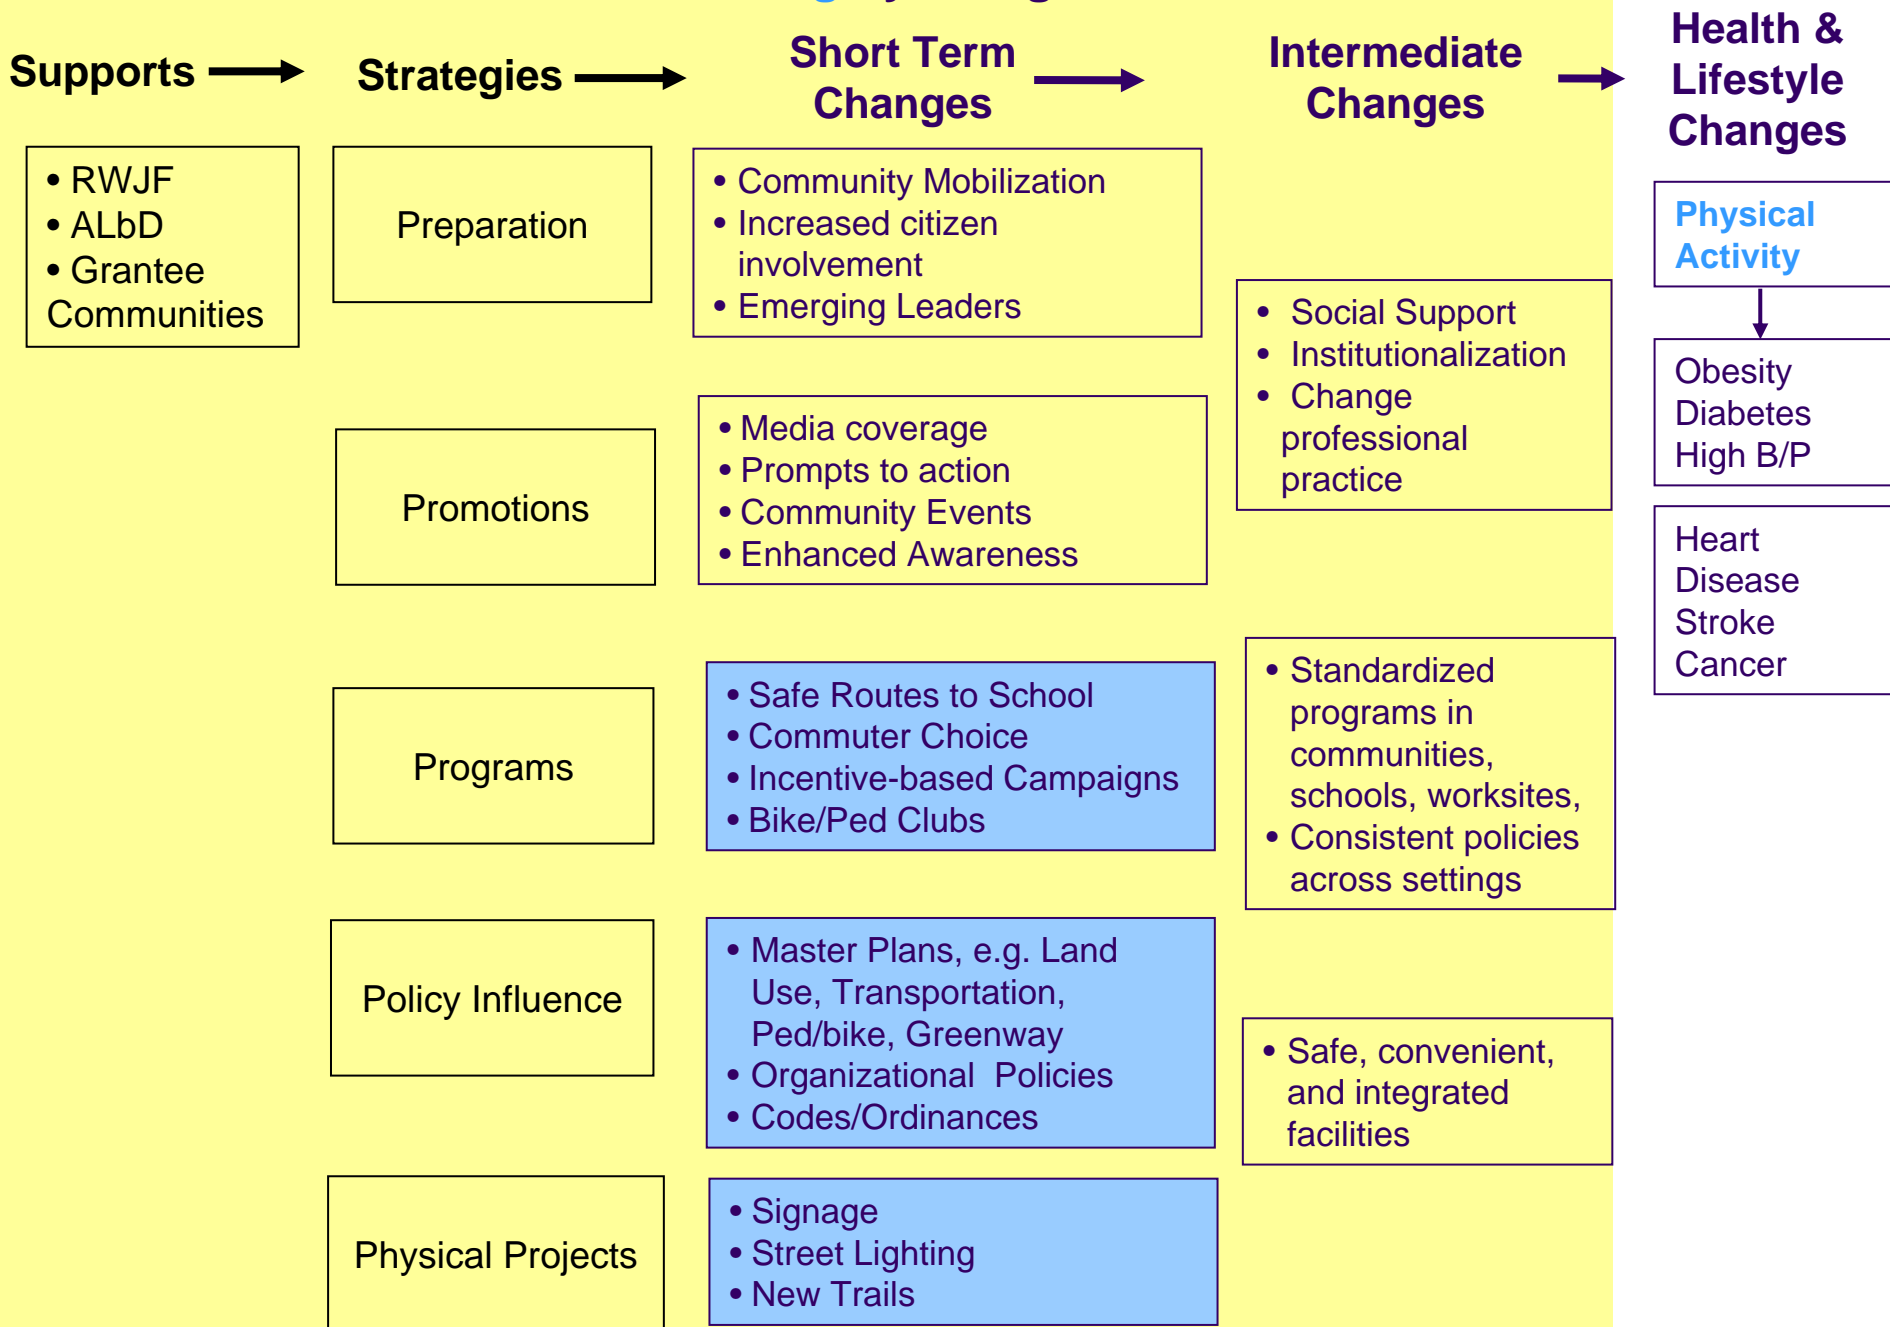 Supports
Strategies
Short Term
Changes
Intermediate
Changes
Health &
Lifestyle
Changes
• RWJF
• ALbD
• Grantee
Communities
Preparation
• Community Mobilization
• Increased citizen
involvement
• Emerging Leaders
• Social Support
• Institutionalization
• Change
professional
practice
Physical
Activity
Obesity
Diabetes
High B/P
Heart
Disease
Stroke
Cancer
Promotions
• Media coverage
• Prompts to action
• Community Events
• Enhanced Awareness
Programs
• Safe Routes to School
• Commuter Choice
• Incentive-based Campaigns
• Bike/Ped Clubs
• Standardized
programs in
communities,
schools, worksites,
• Consistent policies
across settings
Policy Influence
• Master Plans, e.g. Land
Use, Transportation,
Ped/bike, Greenway
• Organizational  Policies
• Codes/Ordinances
• Safe, convenient,
and integrated
facilities
Physical Projects
• Signage
• Street Lighting
• New Trails